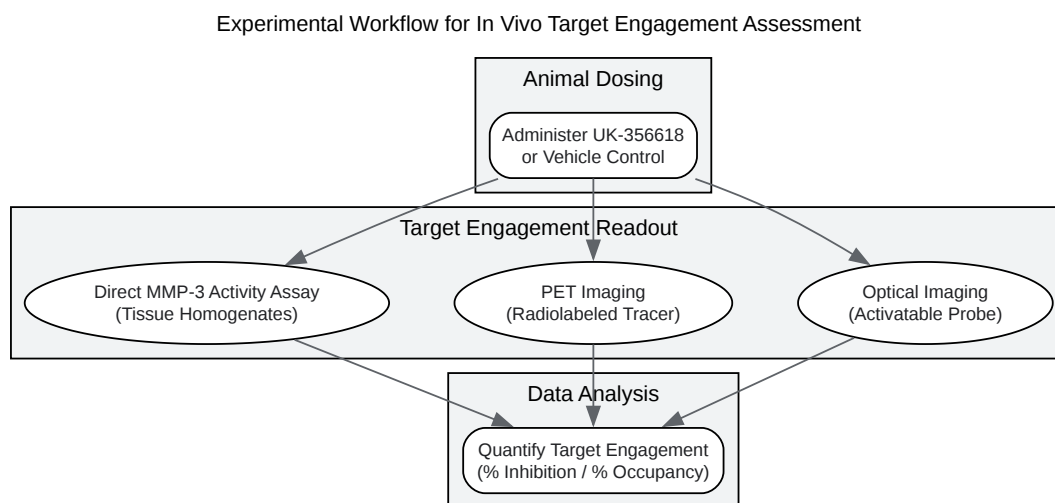 Experimental Workflow for In Vivo Target Engagement Assessment
Animal Dosing
Administer UK-356618
or Vehicle Control
Target Engagement Readout
Direct MMP-3 Activity Assay
(Tissue Homogenates)
PET Imaging
(Radiolabeled Tracer)
Optical Imaging
(Activatable Probe)
Data Analysis
Quantify Target Engagement
(% Inhibition / % Occupancy)